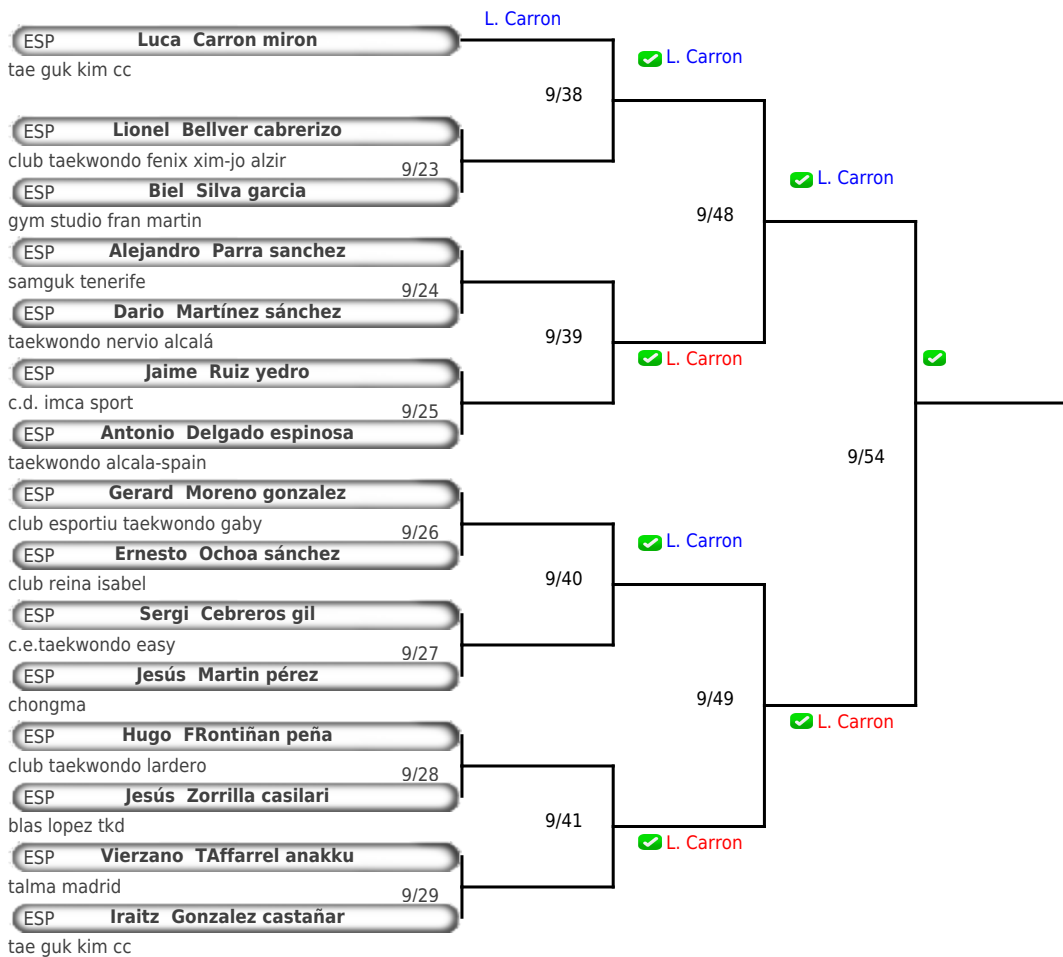 L. Carron
ESP Luca Carron miron
tae guk kim cc
L. Carron
9/38
ESP Lionel Bellver cabrerizo
club taekwondo fenix xim-jo alzir
9/23
ESP Biel Silva garcia
gym studio fran martin
L. Carron
9/48
ESP Alejandro Parra sanchez
samguk tenerife
9/24
ESP Dario Martínez sánchez
taekwondo nervio alcalá
9/39
L. Carron
ESP Jaime Ruiz yedro
c.d. imca sport
9/25
ESP Antonio Delgado espinosa
taekwondo alcala-spain
9/54
ESP Gerard Moreno gonzalez
club esportiu taekwondo gaby
9/26
ESP Ernesto Ochoa sánchez
club reina isabel
L. Carron
9/40
ESP Sergi Cebreros gil
c.e.taekwondo easy
9/27
ESP Jesús Martin pérez
chongma
9/49
L. Carron
ESP Hugo FRontiñan peña
club taekwondo lardero
9/28
ESP Jesús Zorrilla casilari
blas lopez tkd
9/41
L. Carron
ESP Vierzano TAffarrel anakku
talma madrid
9/29
ESP Iraitz Gonzalez castañar
tae guk kim cc